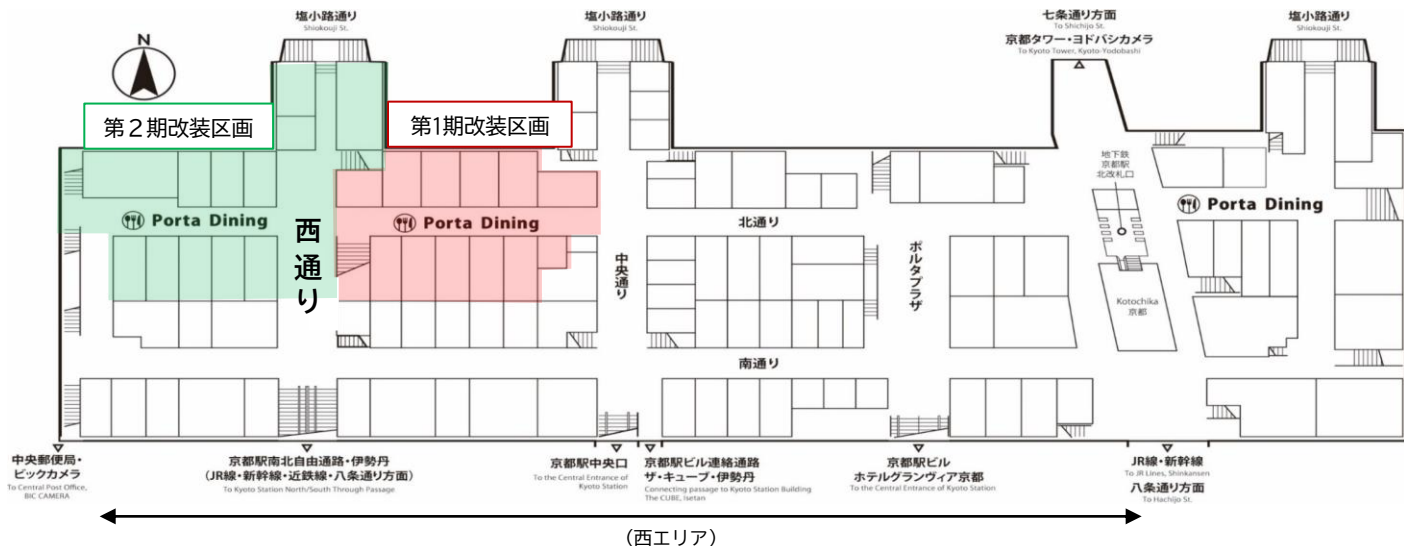 塩小路通り
Shiokouji St.
塩小路通り
Shiokouji St.
七条通り方面
To Shichijo St.
京都タワー・ヨドバシカメラ
To Kyoto Tower, Kyoto-Yodobashi
塩小路通り
Shiokouji St.
N
第２期改装区画
第1期改装区画
地下鉄
京都駅
北改札口
Porta Dining
西通り
Porta Dining
中央通り
北通り
ポルタプラザ
Porta Dining
Kotochika
京都
南通り
中央郵便局・
ビックカメラ
To Central Post Office,
BIC CAMERA
京都駅南北自由通路・伊勢丹
(JR線・新幹線・近鉄線・八条通り方面)
To Kyoto Station North/South Through Passage
京都駅中央口
To the Central Entrance of
Kyoto Station
京都駅ビル連絡通路
ザ・キューブ・伊勢丹
Connecting passage to Kyoto Station Building
The CUBE, Isetan
京都駅ビル
ホテルグランヴィア京都
To the Central Entrance of Kyoto Station
JR線・新幹線
To JR Lines, Shinkansen
八条通り方面
To Hachijo St.
(西エリア)